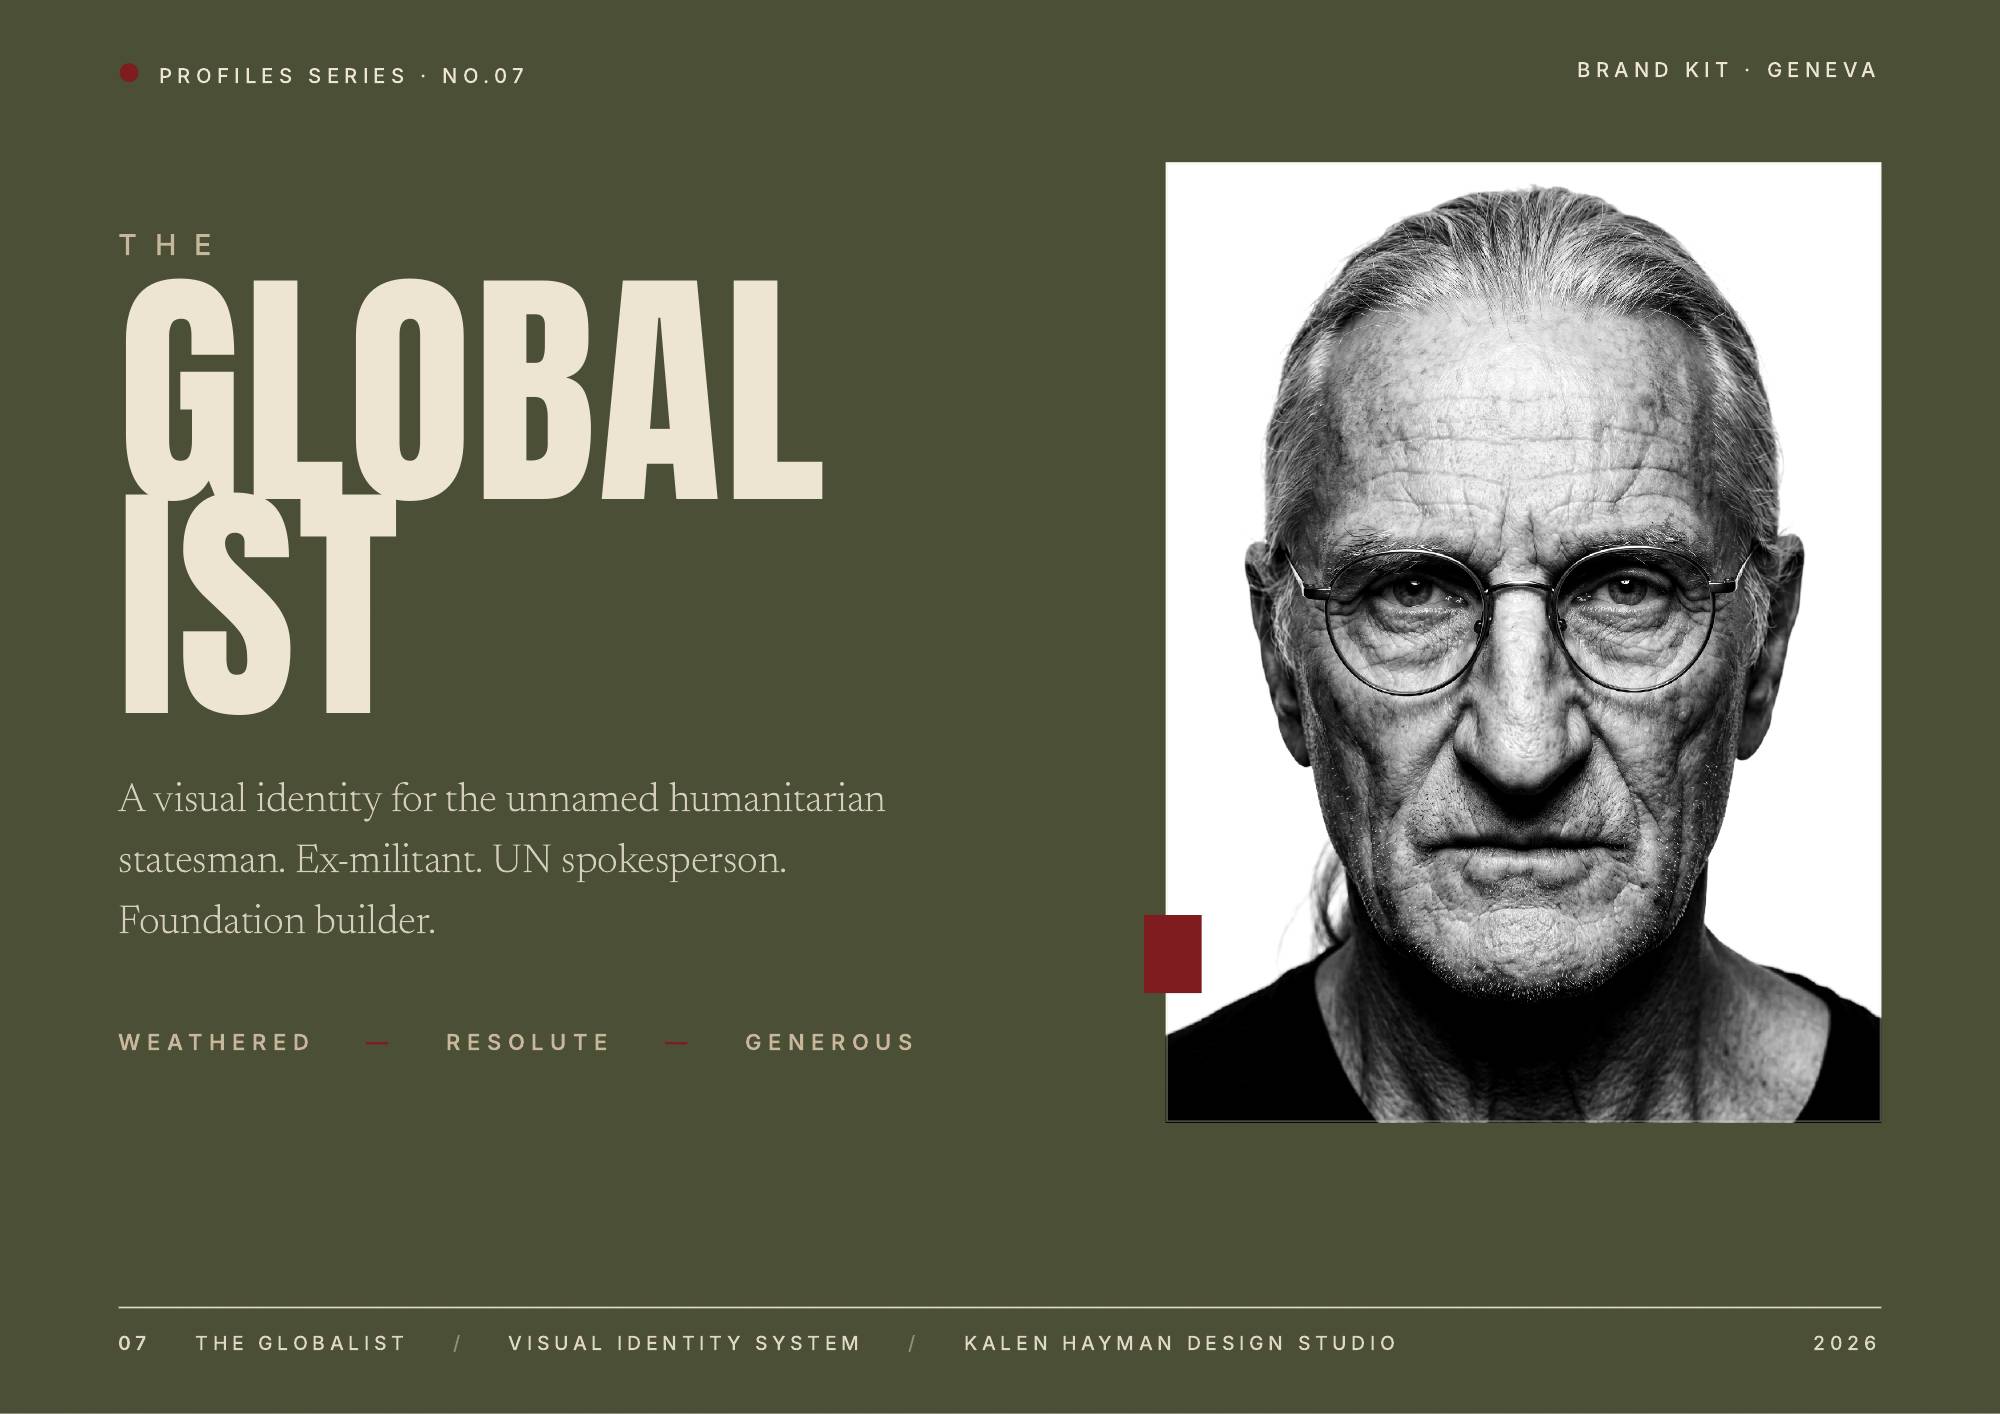 PROFILES SERIES · NO.07
BRAND KIT · GENEVA
THE
GLOBAL
IST
A visual identity for the unnamed humanitarian
statesman. Ex-militant. UN spokesperson.
Foundation builder.
WEATHERED — RESOLUTE — GENEROUS
07 THE GLOBALIST / VISUAL IDENTITY SYSTEM / KALEN HAYMAN DESIGN STUDIO 2026